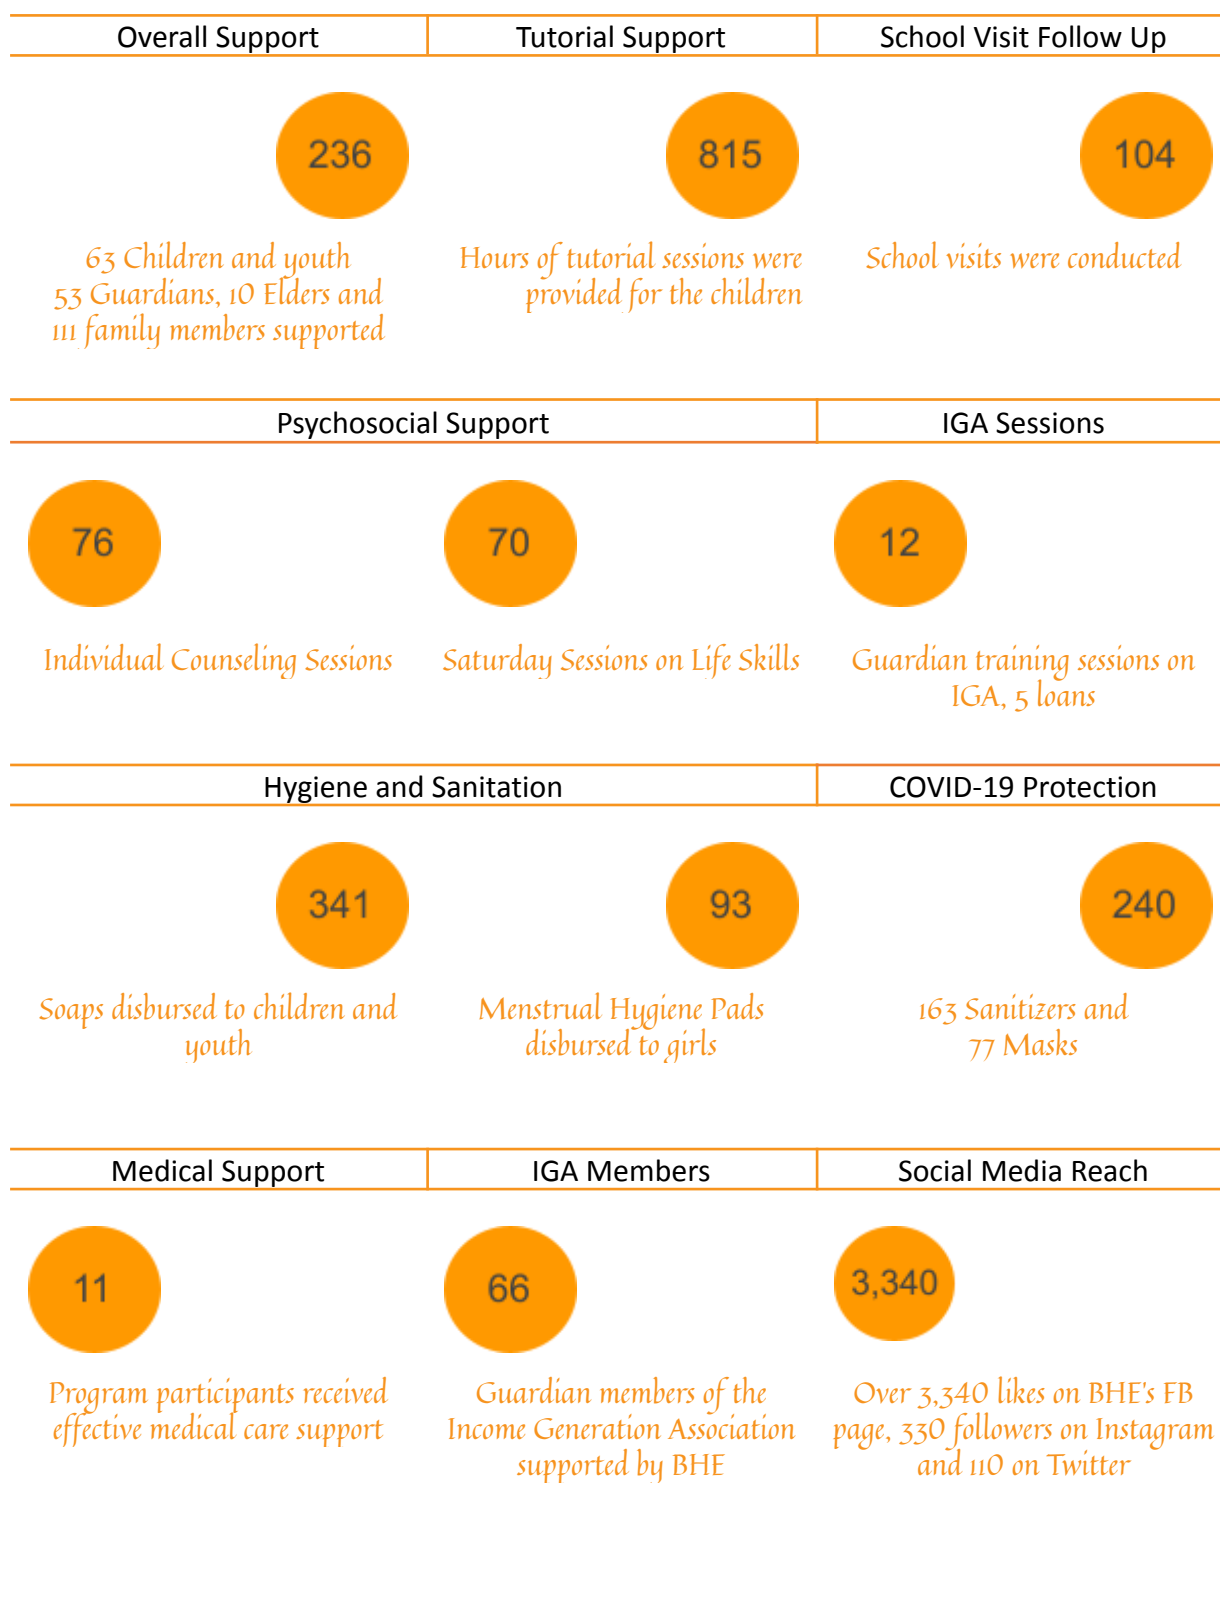 Overall Support
Tutorial Support
School Visit Follow Up
236
815
104
63 Children and youth
53 Guardians, 10 Elders and
111 family members supported
Hours of tutorial sessions were
provided for the children
School visits were conducted
Psychosocial Support
IGA Sessions
76
70
12
Individual Counseling Sessions
Saturday Sessions on Life Skills
Guardian training sessions on
IGA, 5 loans
Hygiene and Sanitation
COVID-19 Protection
341
93
240
Soaps disbursed to children and
youth
Menstrual Hygiene Pads
disbursed to girls
163 Sanitizers and
77 Masks
Medical Support
IGA Members
Social Media Reach
11
66
3,340
Program participants received
effective medical care support
Guardian members of the
Income Generation Association
supported by BHE
Over 3,340 likes on BHE's FB
page, 330 followers on Instagram
and 110 on Twitter